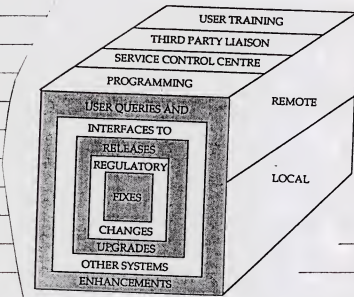 USER TRAINING
THIRD PARTY LIAISON
SERVICE CONTROL CENTRE
PROGRAMMING
USER QUERIES AND
REMOTE
INTERFACES TO
RELEASES
REGULATORY
LOCAL
FIXES
CHANGES
UPGRADES
OTHER SYSTEMS
ENHANCEMENTS